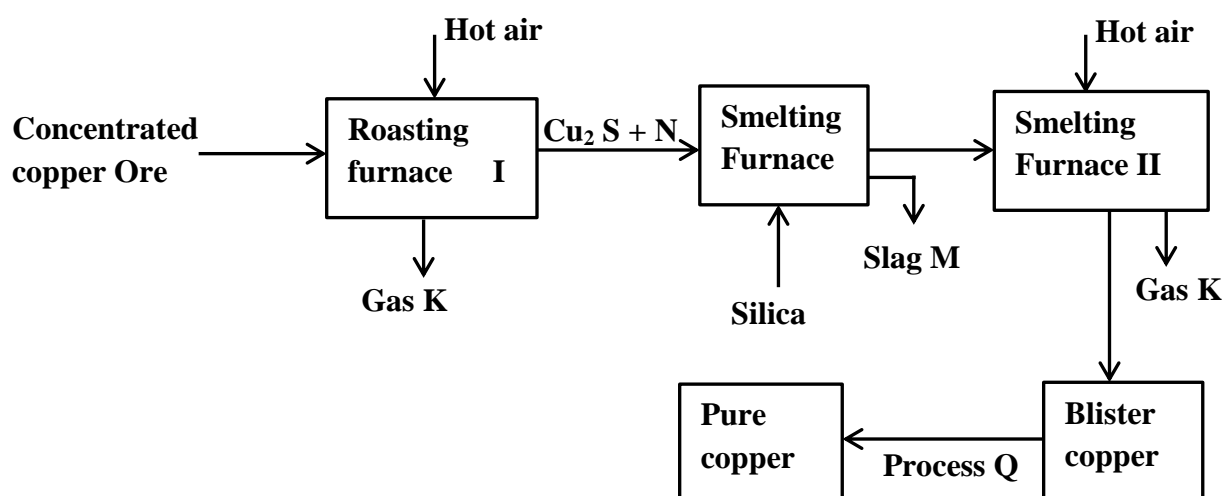 Hot air
Hot air
Concentrated
copper Ore
Roasting
furnace I
Cu₂ S + N
Smelting
Furnace
Smelting
Furnace II
Gas K
Slag M
Silica
Gas K
Pure
copper
Process Q
Blister
copper